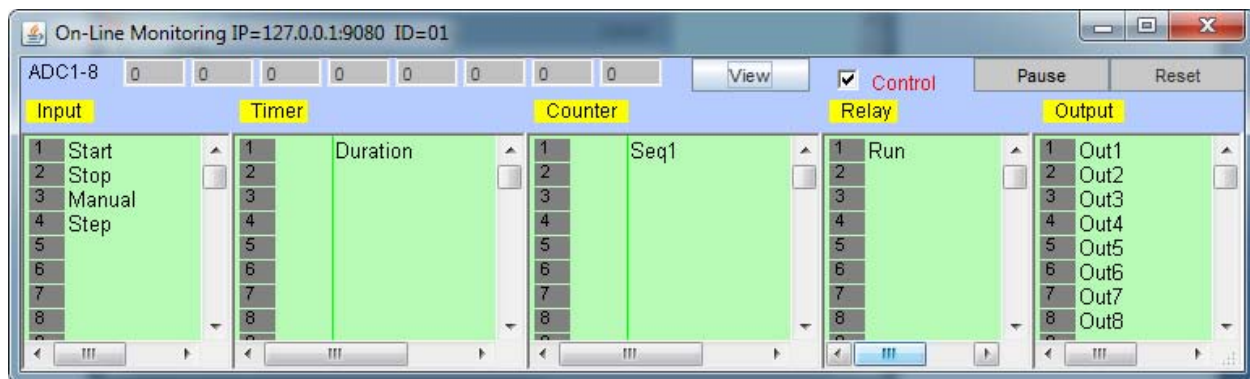 On-Line Monitoring IP=127.0.0.1:9080 ID=01
ADC1-8 0 0 0 0 0 0 0 0 View Control Pause Reset
Input Timer Counter Relay Output
1 Start 1 Duration 1 Seq1 1 Run 1 Out1
2 Stop 2 2 2 2 Out2
3 Manual 3 3 3 3 Out3
4 Step 4 4 4 4 Out4
5 5 5 5 5 Out5
6 6 6 6 6 Out6
7 7 7 7 7 Out7
8 8 8 8 8 Out8